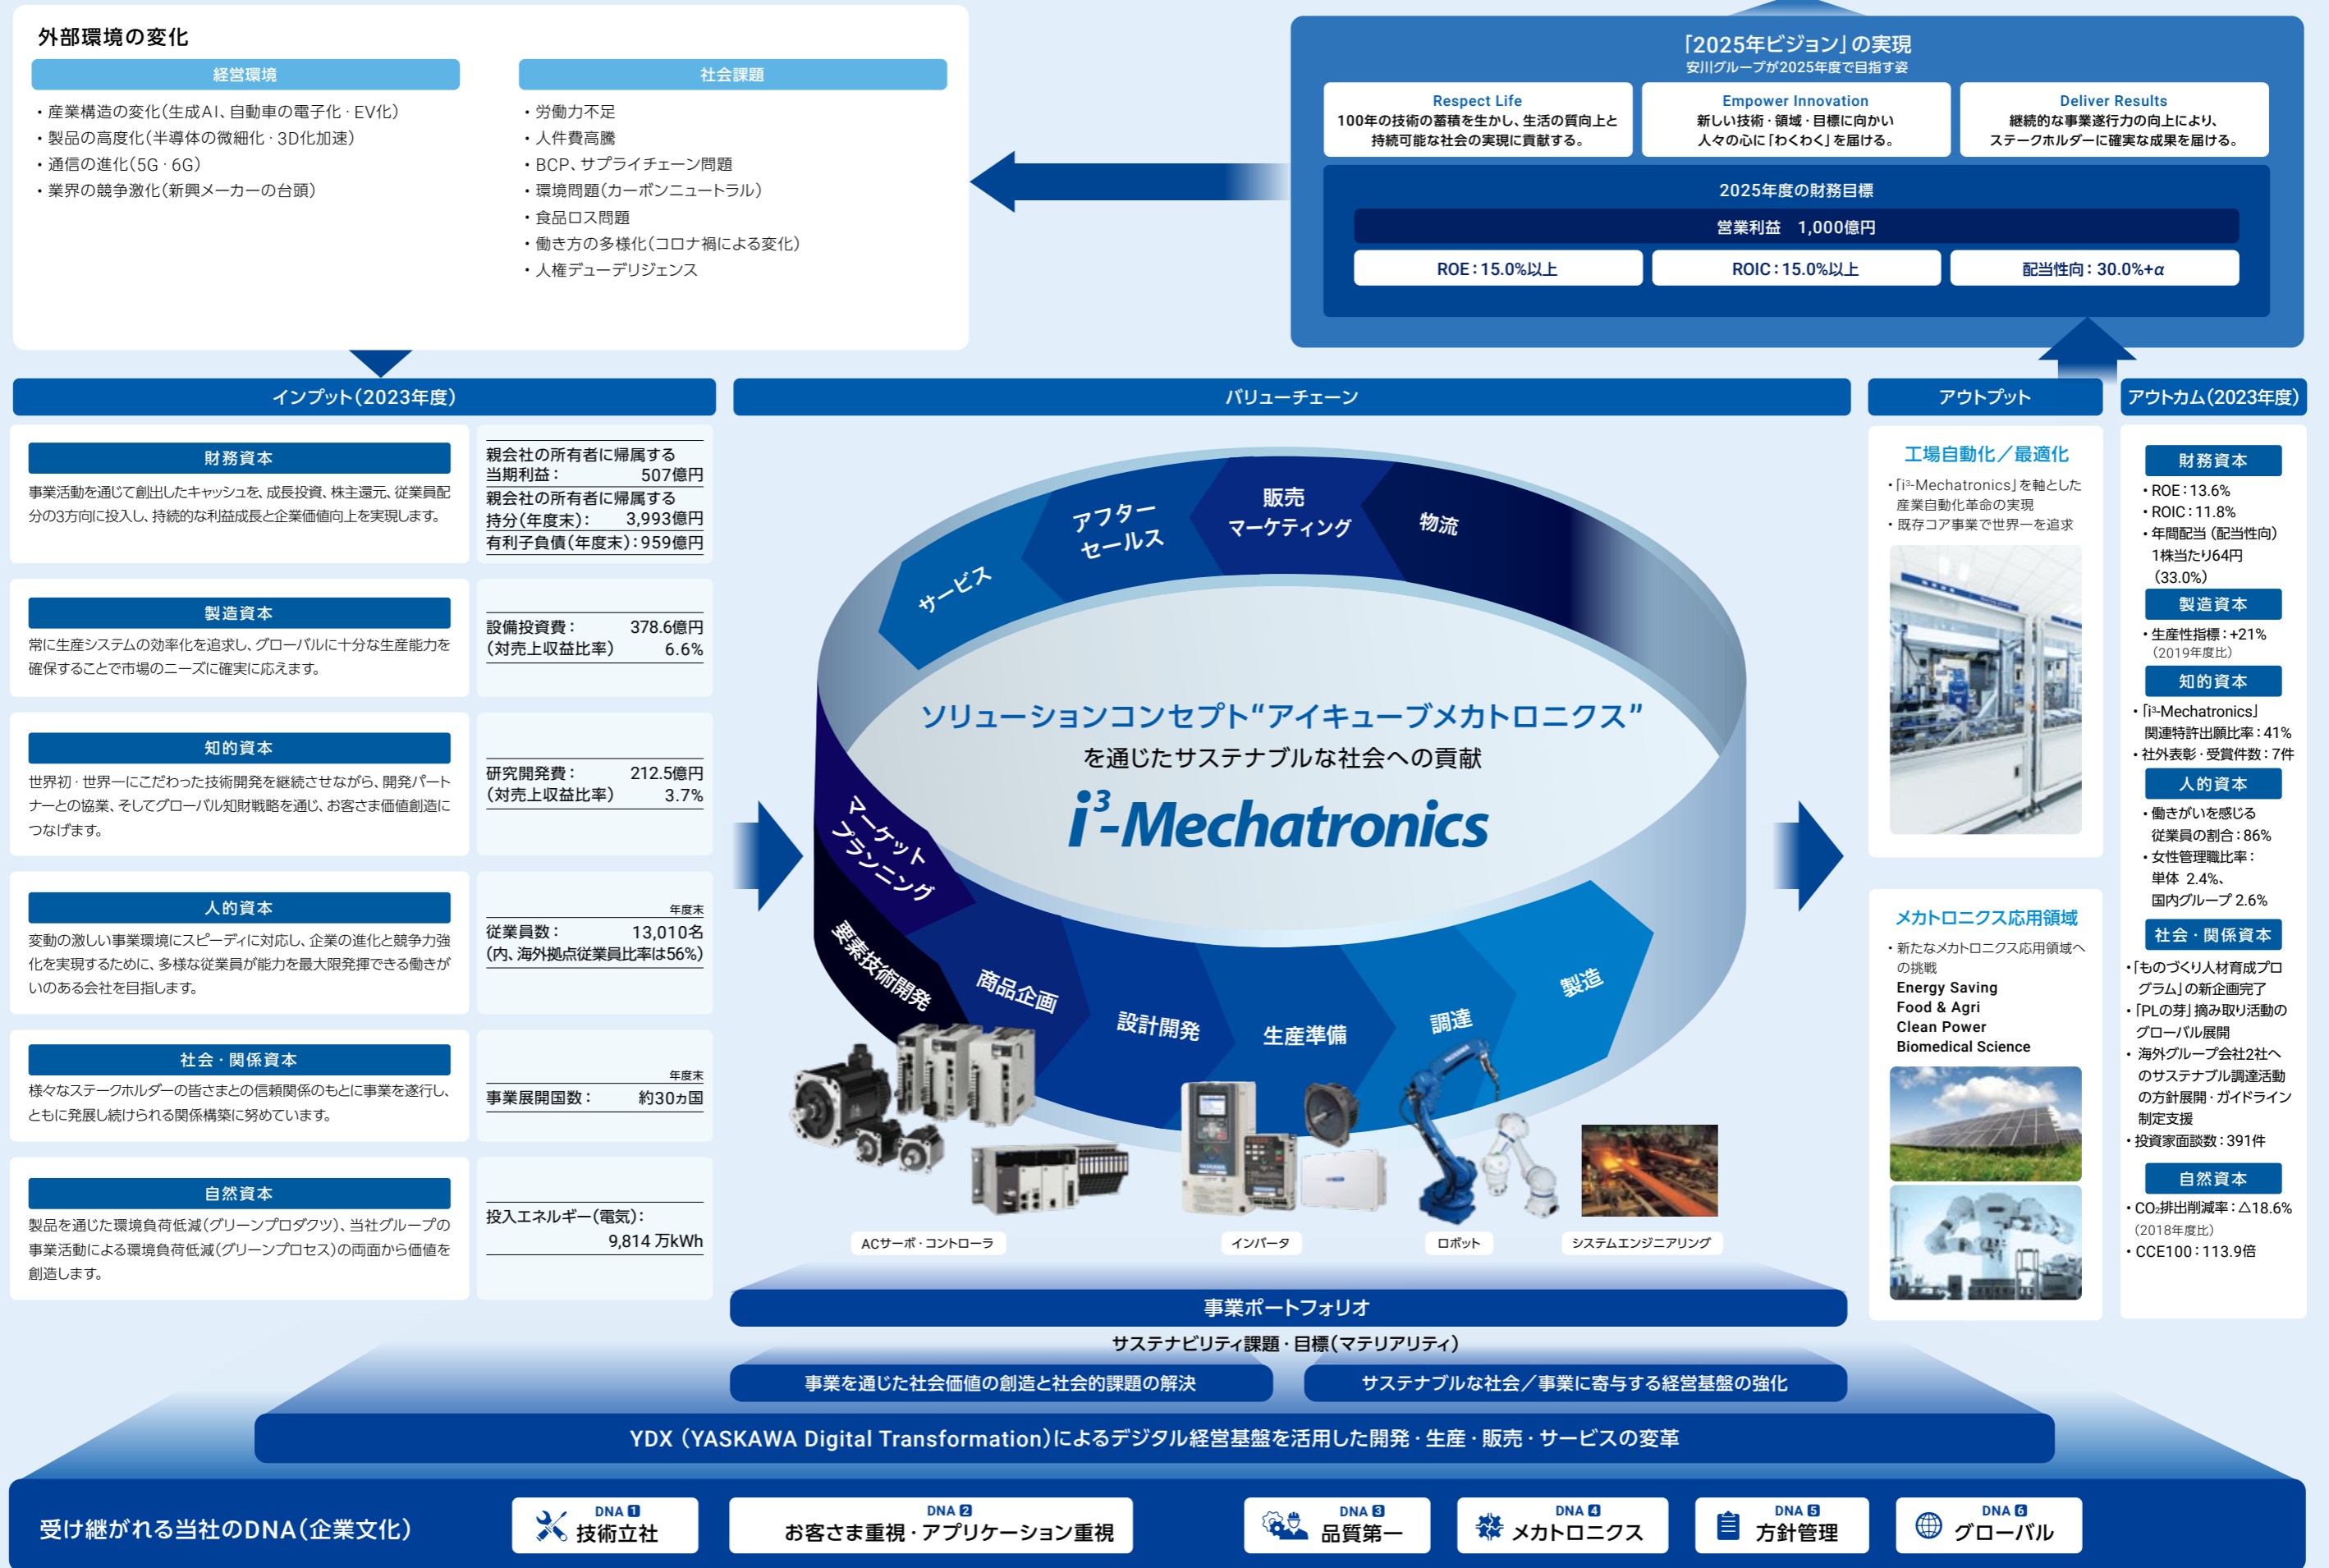 外部環境の変化
経営環境
・産業構造の変化(生成AI、自動車の電子化・EV化)
・製品の高度化(半導体の微細化・3D化加速)
・通信の進化(5G・6G)
・業界の競争激化(新興メーカーの台頭)
社会課題
・労働力不足
・人件費高騰
・BCP、サプライチェーン問題
・環境問題(カーボンニュートラル)
・食品ロス問題
・働き方の多様化(コロナ禍による変化)
・人権デューデリジェンス
「2025年ビジョン」の実現
安川グループが2025年度で目指す姿
Respect Life
100年の技術の蓄積を生かし、生活の質向上と
持続可能な社会の実現に貢献する。
Empower Innovation
新しい技術・領域・目標に向かい
人々の心に「わくわく」を届ける。
Deliver Results
継続的な事業遂行力の向上により、
ステークホルダーに確実な成果を届ける。
2025年度の財務目標
営業利益 1,000億円
ROE:15.0%以上
ROIC:15.0%以上
配当性向:30.0%+α
インプット(2023年度)
財務資本
事業活動を通じて創出したキャッシュを、成長投資、株主還元、従業員配
分の3方向に投入し、持続的な利益成長と企業価値向上を実現します。
親会社の所有者に帰属する
当期利益: 507億円
親会社の所有者に帰属する
持分(年度末): 3,993億円
有利子負債(年度末):959億円
製造資本
常に生産システムの効率化を追求し、グローバルに十分な生産能力を
確保することで市場のニーズに確実に応えます。
設備投資費: 378.6億円
(対売上収益比率) 6.6%
知的資本
世界初・世界一にこだわった技術開発を継続させながら、開発パート
ナーとの協業、そしてグローバル知財戦略を通じ、お客さま価値創造に
つなげます。
研究開発費: 212.5億円
(対売上収益比率) 3.7%
人的資本
変動の激しい事業環境にスピーディに対応し、企業の進化と競争力強
化を実現するために、多様な従業員が能力を最大限発揮できる働きが
いのある会社を目指します。
年度末
従業員数: 13,010名
(内、海外拠点従業員比率は56%)
社会・関係資本
様々なステークホルダーの皆さまとの信頼関係のもとに事業を遂行し、
ともに発展し続けられる関係構築に努めています。
年度末
事業展開国数: 約30ヵ国
自然資本
製品を通じた環境負荷低減(グリーンプロダクツ)、当社グループの
事業活動による環境負荷低減(グリーンプロセス)の両面から価値を
創造します。
投入エネルギー(電気):
9,814 万kWh
バリューチェーン
サービス
アフター
セールス
販売
マーケティング
物流
ソリューションコンセプト“アイキューブメカトロニクス”
を通じたサステナブルな社会への貢献
i³-Mechatronics
マーケット
プランニング
要素技術開発
商品企画
設計開発
生産準備
調達
製造
ACサーボ・コントローラ
インバータ
ロボット
システムエンジニアリング
事業ポートフォリオ
サステナビリティ課題・目標(マテリアリティ)
事業を通じた社会価値の創造と社会的課題の解決
サステナブルな社会/事業に寄与する経営基盤の強化
YDX (YASKAWA Digital Transformation)によるデジタル経営基盤を活用した開発・生産・販売・サービスの変革
アウトプット
工場自動化/最適化
・「i³-Mechatronics」を軸とした
産業自動化革命の実現
・既存コア事業で世界一を追求
メカトロニクス応用領域
・新たなメカトロニクス応用領域へ
の挑戦
Energy Saving
Food & Agri
Clean Power
Biomedical Science
アウトカム(2023年度)
財務資本
・ROE:13.6%
・ROIC:11.8%
・年間配当(配当性向)
1株当たり64円
(33.0%)
製造資本
・生産性指標:+21%
(2019年度比)
知的資本
・「i³-Mechatronics」
関連特許出願比率:41%
・社外表彰・受賞件数:7件
人的資本
・働きがいを感じる
従業員の割合:86%
・女性管理職比率:
単体 2.4%、
国内グループ 2.6%
社会・関係資本
・「ものづくり人材育成プロ
グラム」の新企画完了
・「PLの芽」摘み取り活動の
グローバル展開
・海外グループ会社2社へ
のサステナブル調達活動
の方針展開・ガイドライン
制定支援
・投資家面談数:391件
自然資本
・CO₂排出削減率:△18.6%
(2018年度比)
・CCE100:113.9倍
受け継がれる当社のDNA(企業文化)
DNA 1
技術立社
DNA 2
お客さま重視・アプリケーション重視
DNA 3
品質第一
DNA 4
メカトロニクス
DNA 5
方針管理
DNA 6
グローバル